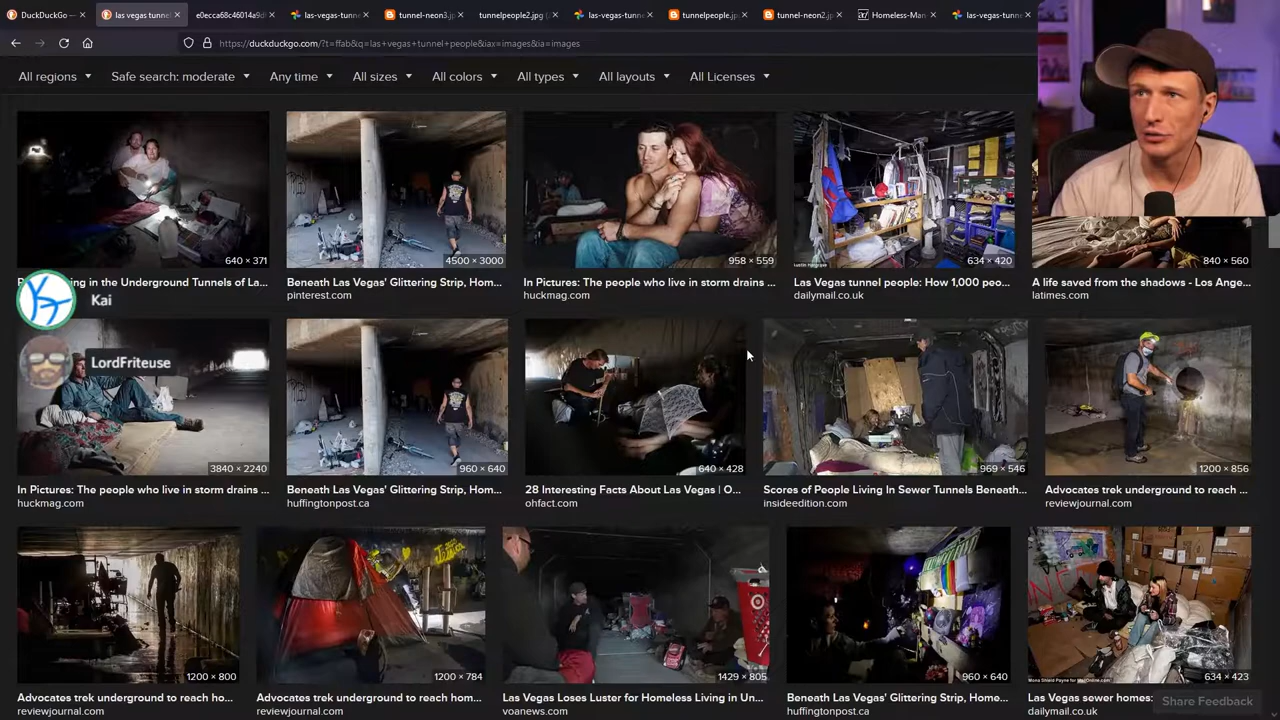 DuckDuckGo —
las vegas tunnel
e0ecca68c46014a9d
las-vegas-tunn
tunnel-neon3.j
tunnelpeople2.jpg (
las-vegas-tunn
tunnelpeople.jp
tunnel-neon2.j
Homeless-Man-
las-vegas-tunn
https://duckduckgo.com/?t=ffab&q=las+vegas+tunnel+people&iax=images&ia=images
All regions
Safe search: moderate
Any time
All sizes
All colors
All types
All layouts
All Licenses
640 × 371
4500 × 3000
958 × 559
634 × 420
840 × 560
ing in the Underground Tunnels of La...
Beneath Las Vegas' Glittering Strip, Hom...
pinterest.com
In Pictures: The people who live in storm drains ...
huckmag.com
Las Vegas tunnel people: How 1,000 peo...
dailymail.co.uk
A life saved from the shadows - Los Ange...
latimes.com
Kai
LordFriteuse
3840 × 2240
960 × 640
640 × 428
969 × 546
1200 × 856
In Pictures: The people who live in storm drains ...
huckmag.com
Beneath Las Vegas' Glittering Strip, Hom...
huffingtonpost.ca
28 Interesting Facts About Las Vegas | O...
ohfact.com
Scores of People Living In Sewer Tunnels Beneath...
insideedition.com
Advocates trek underground to reach ...
reviewjournal.com
1200 × 800
1200 × 784
1429 × 805
960 × 640
634 × 423
Advocates trek underground to reach ho...
reviewjournal.com
Advocates trek underground to reach hom...
reviewjournal.com
Las Vegas Loses Luster for Homeless Living in Un...
voanews.com
Beneath Las Vegas' Glittering Strip, Home...
huffingtonpost.ca
Las Vegas sewer homes:
dailymail.co.uk
Share Feedback